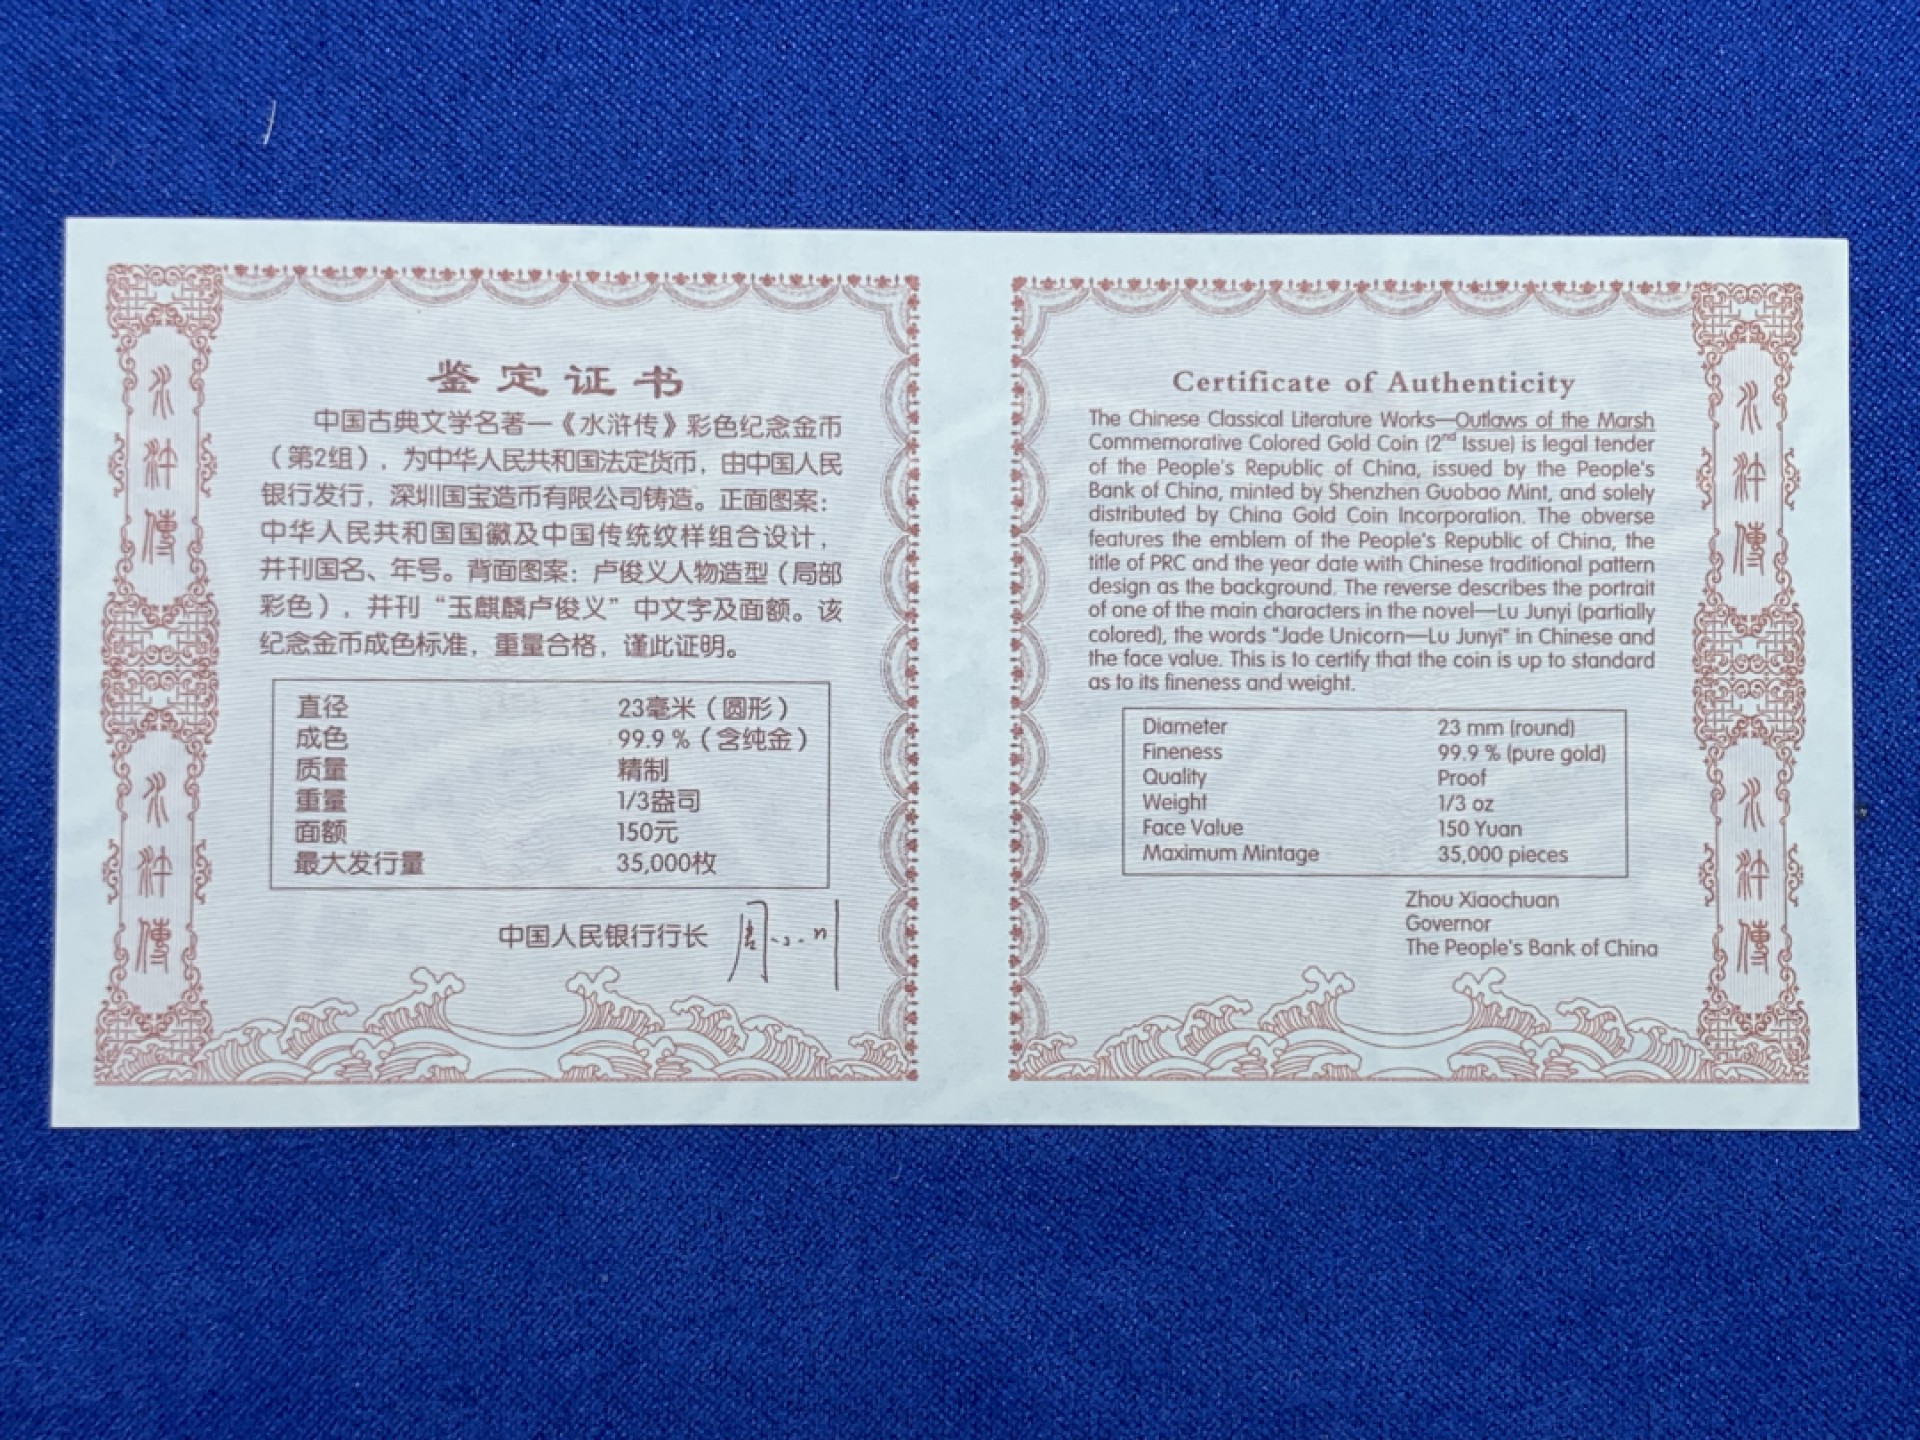 水
滸
傳
水
滸
傳
鉴定证书
中国古典文学名著—《水浒传》彩色纪念金币
（第2组），为中华人民共和国法定货币，由中国人民
银行发行，深圳国宝造币有限公司铸造。正面图案：
中华人民共和国国徽及中国传统纹样组合设计，
并刊国名、年号。背面图案：卢俊义人物造型（局部
彩色），并刊“玉麒麟卢俊义”中文字及面额。该
纪念金币成色标准，重量合格，谨此证明。
直径 23毫米（圆形）
成色 99.9 %（含纯金）
质量 精制
重量 1/3盎司
面额 150元
最大发行量 35,000枚
中国人民银行行长 周小川
Certificate of Authenticity
The Chinese Classical Literature Works—Outlaws of the Marsh
Commemorative Colored Gold Coin (2nd Issue) is legal tender
of the People's Republic of China, issued by the People's
Bank of China, minted by Shenzhen Guobao Mint, and solely
distributed by China Gold Coin Incorporation. The obverse
features the emblem of the People's Republic of China, the
title of PRC and the year date with Chinese traditional pattern
design as the background. The reverse describes the portrait
of one of the main characters in the novel—Lu Junyi (partially
colored), the words "Jade Unicorn—Lu Junyi" in Chinese and
the face value. This is to certify that the coin is up to standard
as to its fineness and weight.
Diameter 23 mm (round)
Fineness 99.9 % (pure gold)
Quality Proof
Weight 1/3 oz
Face Value 150 Yuan
Maximum Mintage 35,000 pieces
Zhou Xiaochuan
Governor
The People's Bank of China
水
滸
傳
水
滸
傳